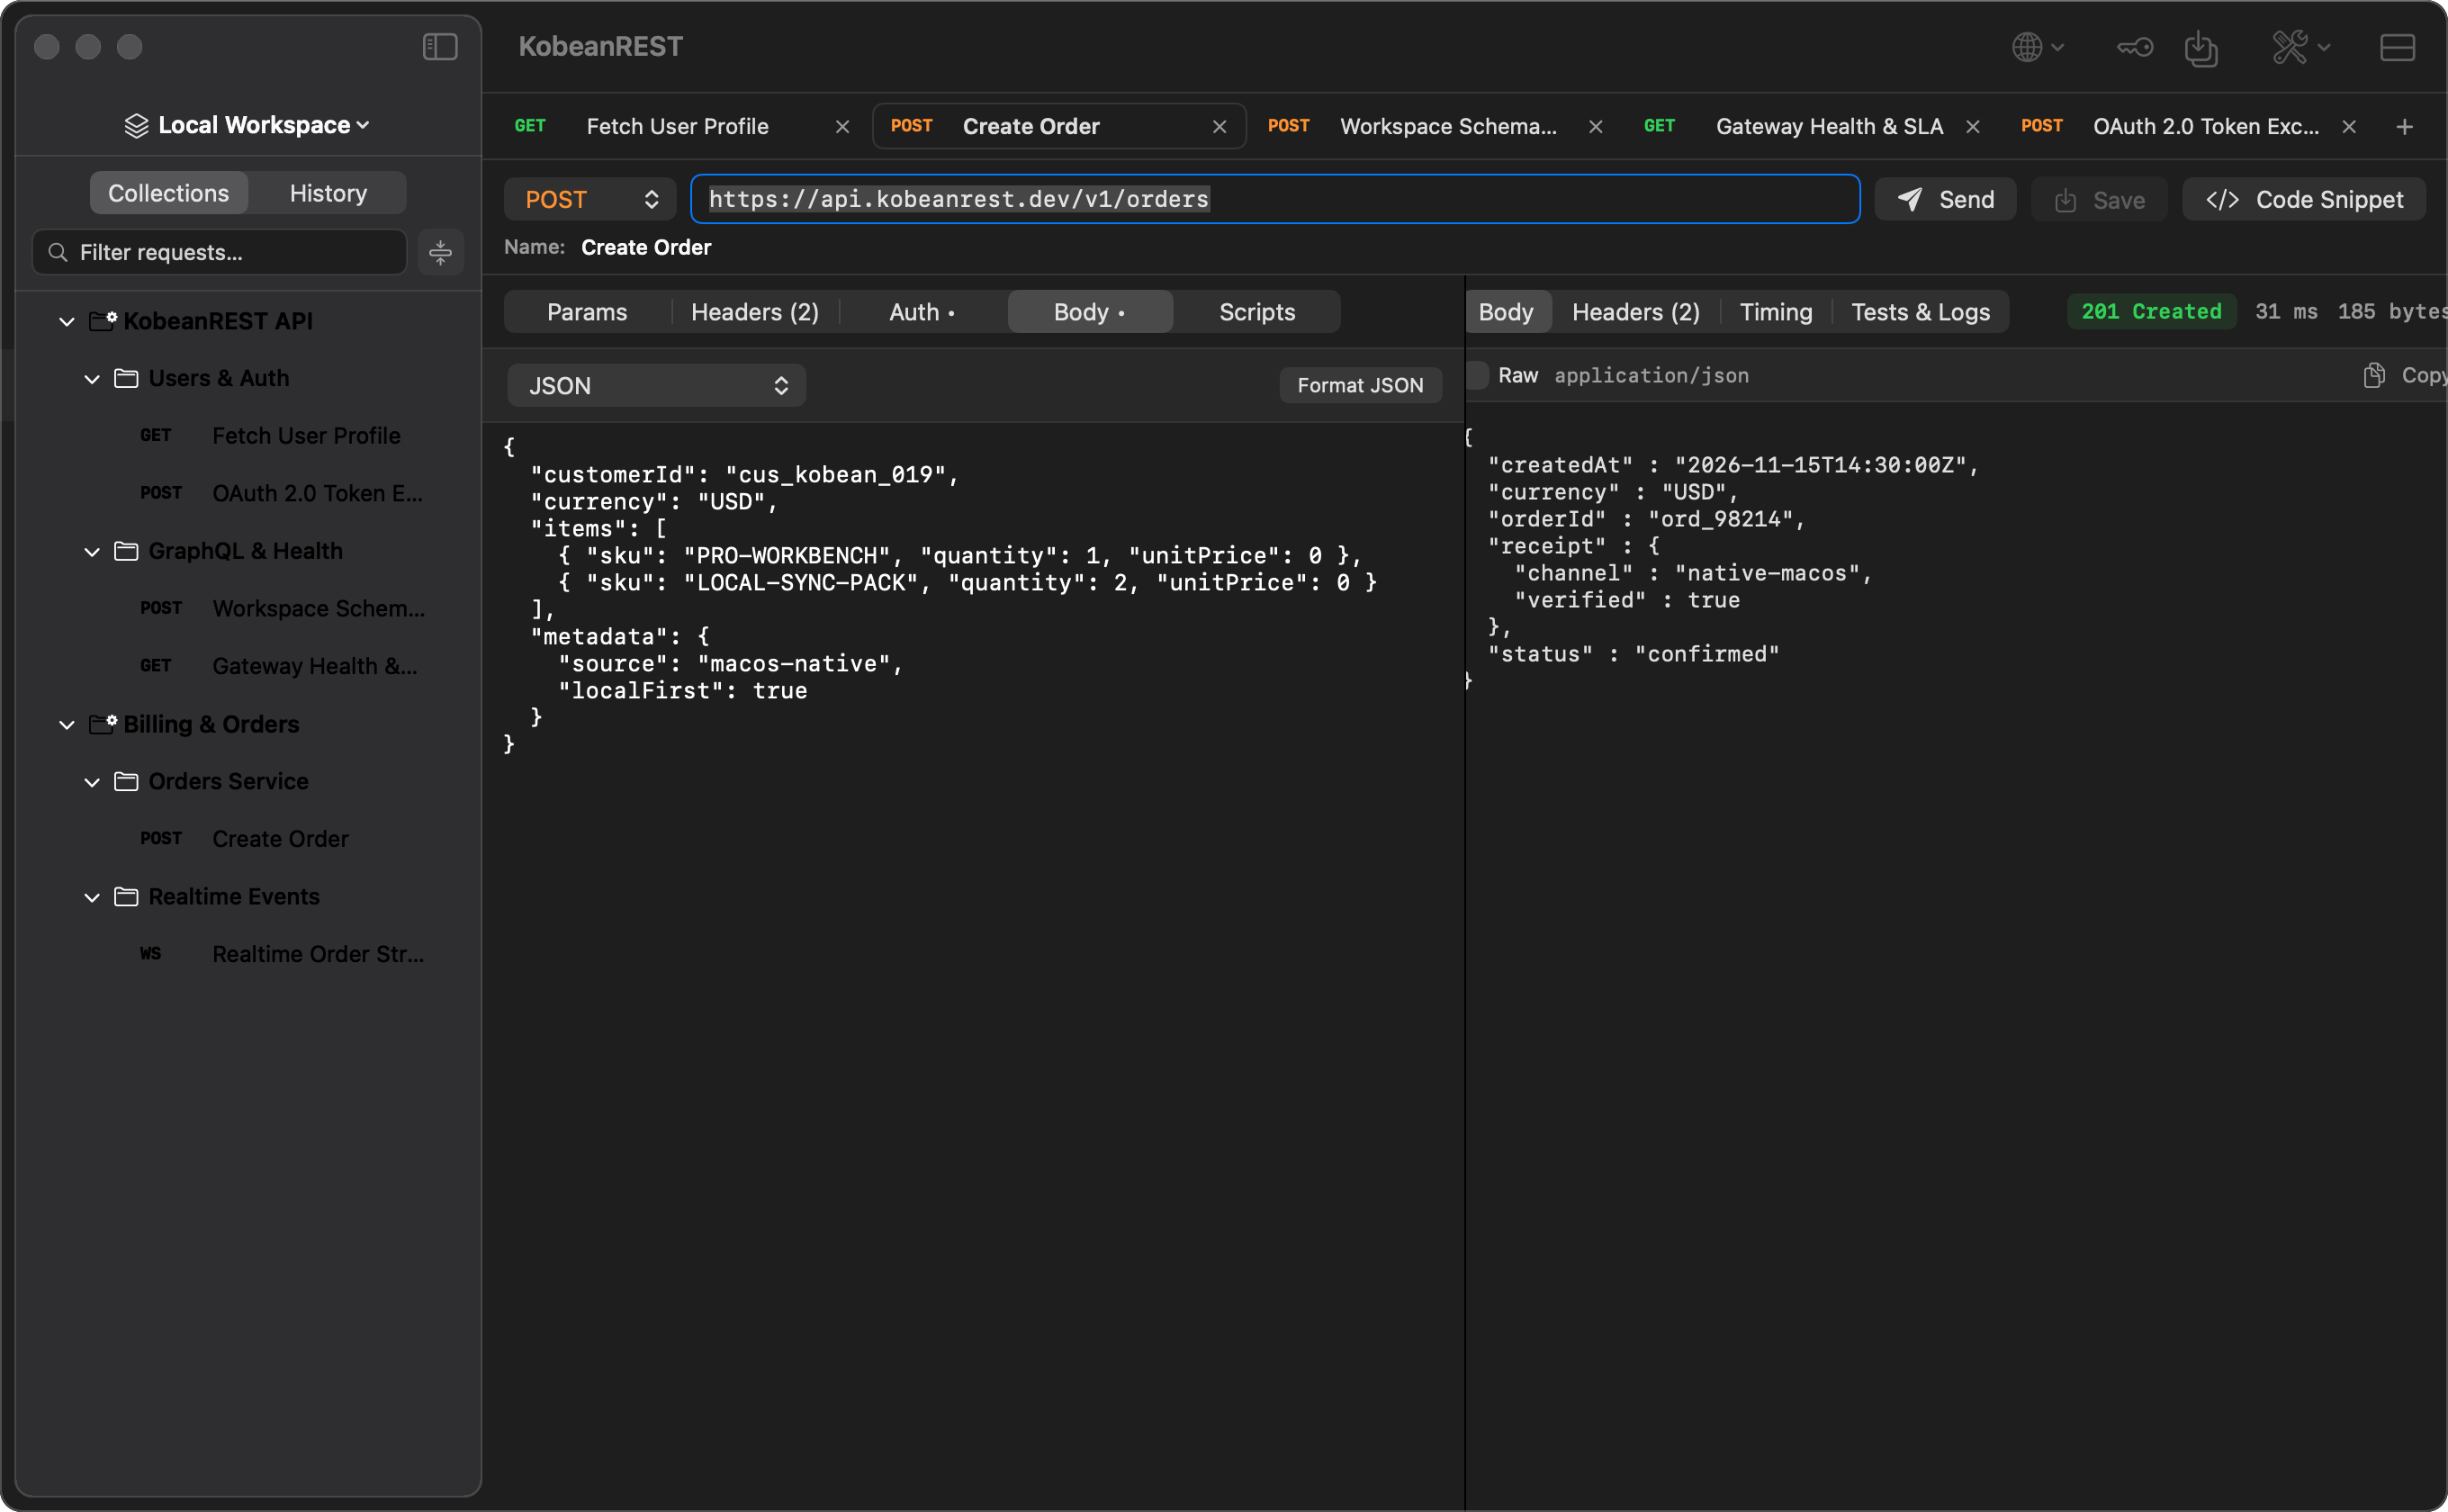 KobeanREST
Local Workspace
Collections
History
Filter requests...
KobeanREST API
Users & Auth
GET Fetch User Profile
POST OAuth 2.0 Token E...
GraphQL & Health
POST Workspace Schem...
GET Gateway Health &...
Billing & Orders
Orders Service
POST Create Order
Realtime Events
WS Realtime Order Str...
GET Fetch User Profile
POST Create Order
POST Workspace Schema...
GET Gateway Health & SLA
POST OAuth 2.0 Token Exc...
POST
https://api.kobeanrest.dev/v1/orders
Send
Save
</> Code Snippet
Name: Create Order
Params
Headers (2)
Auth •
Body •
Scripts
JSON
Format JSON
{
  "customerId": "cus_kobean_019",
  "currency": "USD",
  "items": [
    { "sku": "PRO-WORKBENCH", "quantity": 1, "unitPrice": 0 },
    { "sku": "LOCAL-SYNC-PACK", "quantity": 2, "unitPrice": 0 }
  ],
  "metadata": {
    "source": "macos-native",
    "localFirst": true
  }
}
Body
Headers (2)
Timing
Tests & Logs
201 Created
31 ms
185 bytes
Raw
application/json
Copy
{
  "createdAt" : "2026-11-15T14:30:00Z",
  "currency" : "USD",
  "orderId" : "ord_98214",
  "receipt" : {
    "channel" : "native-macos",
    "verified" : true
  },
  "status" : "confirmed"
}